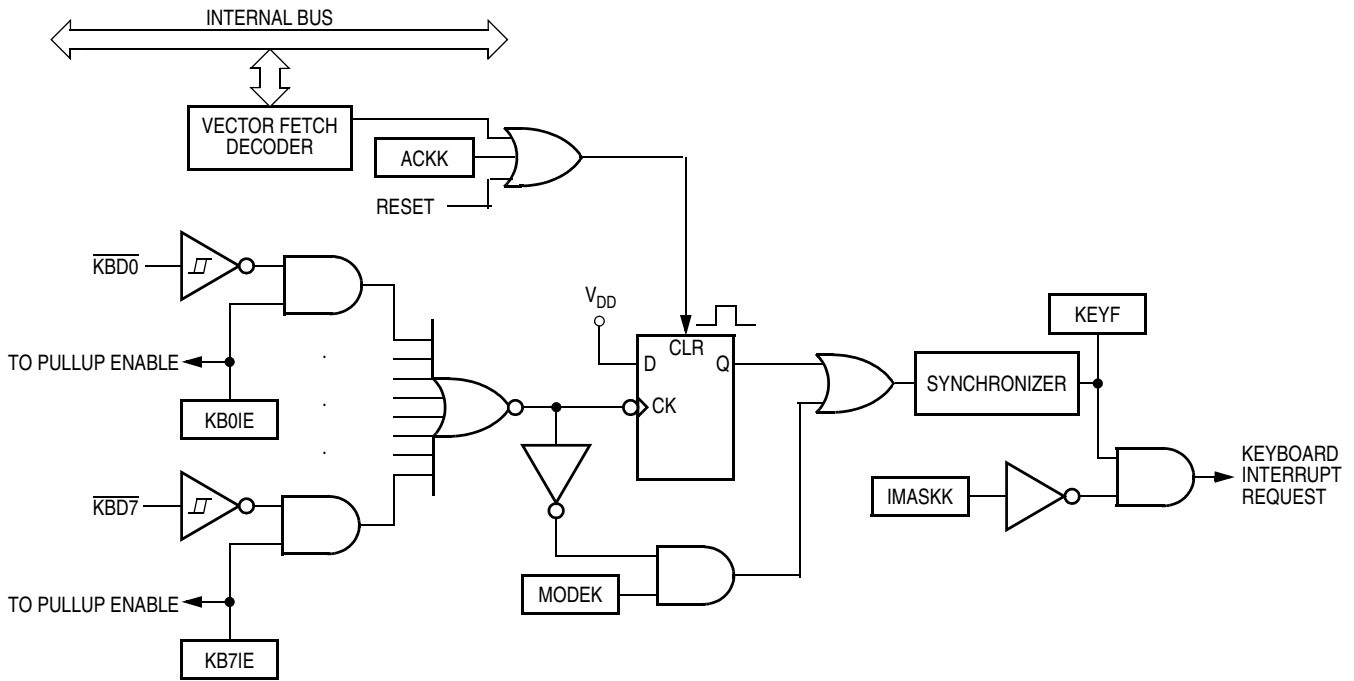 INTERNAL BUS
VECTOR FETCH
DECODER
ACKK
RESET
KBD0
TO PULLUP ENABLE
KB0IE
.
.
.
KBD7
TO PULLUP ENABLE
KB7IE
VDD
CLR
D
Q
CK
MODEK
SYNCHRONIZER
KEYF
IMASKK
KEYBOARD
INTERRUPT
REQUEST